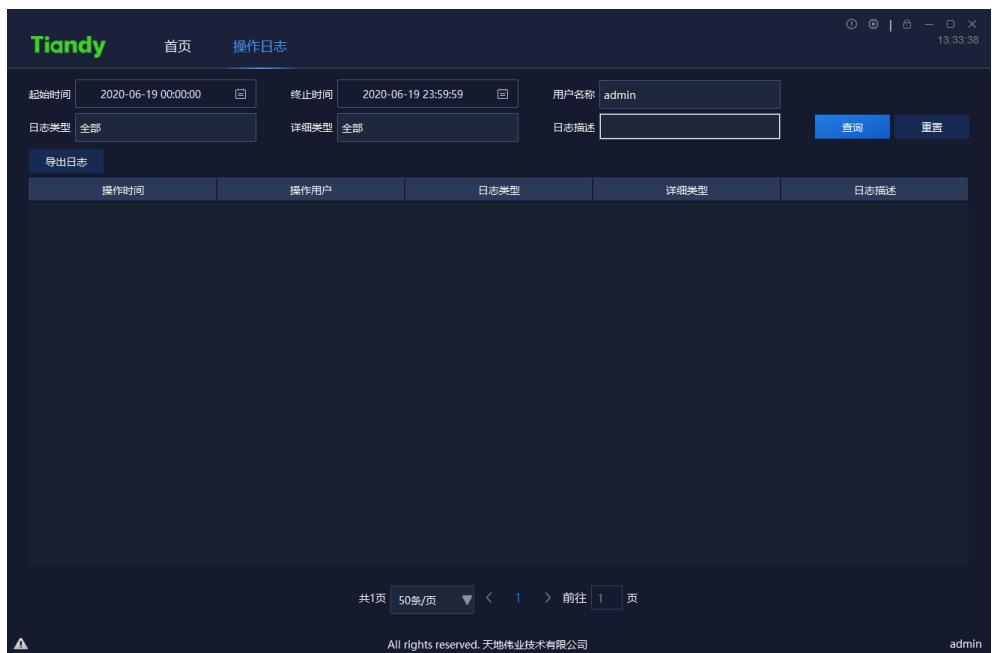 Tiandy 首页 操作日志
13:33:38
起始时间 2020-06-19 00:00:00 终止时间 2020-06-19 23:59:59 用户名称 admin
日志类型 全部 详细类型 全部 日志描述 查询 重置
导出日志
操作时间 操作用户 日志类型 详细类型 日志描述
共1页 50条/页 1 前往 1 页
All rights reserved. 天地伟业技术有限公司 admin